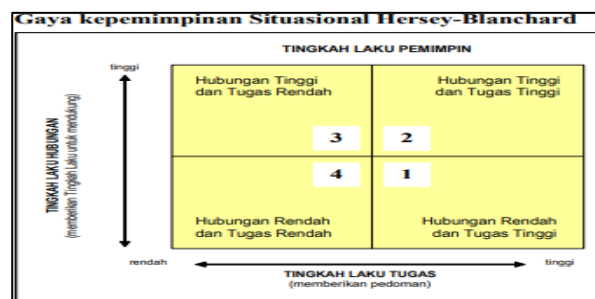 Gaya kepemimpinan Situasional Hersey-Blanchard
TINGKAH LAKU PEMIMPIN
tinggi
TINGKAH LAKU HUBUNGAN
(memberikan Tingkah Laku untuk mendukung)
Hubungan Tinggi
dan Tugas Rendah
3
Hubungan Tinggi
dan Tugas Tinggi
2
4
Hubungan Rendah
dan Tugas Rendah
1
Hubungan Rendah
dan Tugas Tinggi
rendah
tinggi
TINGKAH LAKU TUGAS
(memberikan pedoman)